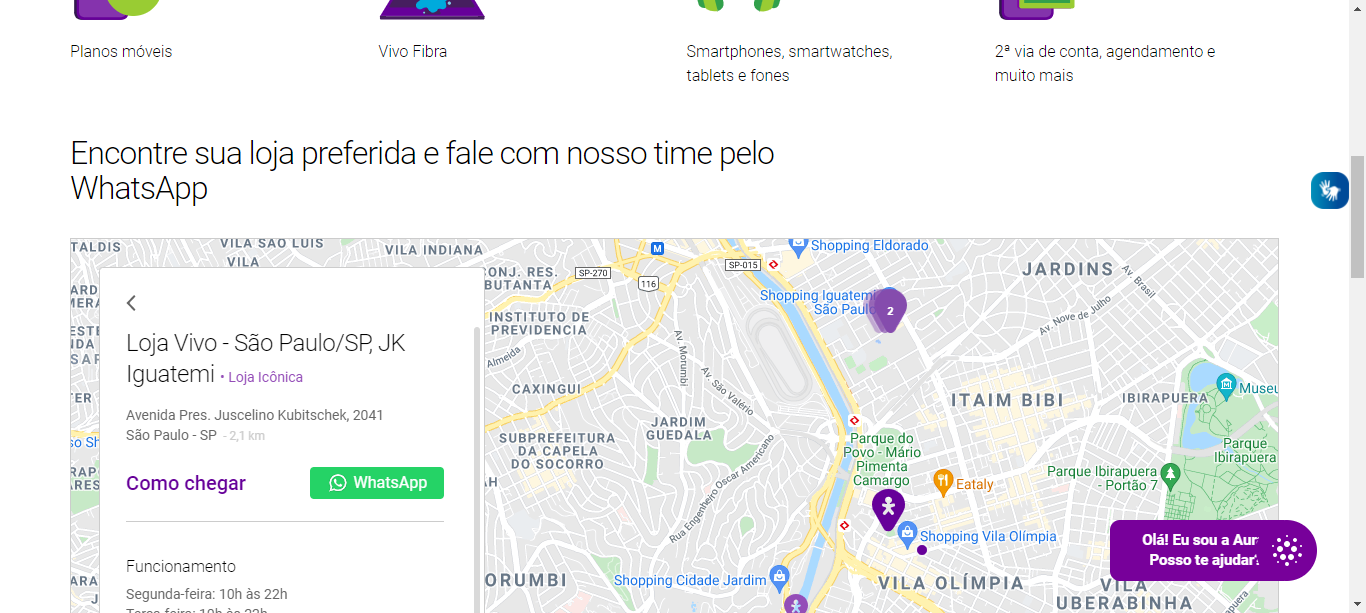 Planos móveis
Vivo Fibra
Smartphones, smartwatches,
tablets e fones
2ª via de conta, agendamento e
muito mais
Encontre sua loja preferida e fale com nosso time pelo
WhatsApp
Loja Vivo - São Paulo/SP, JK
Iguatemi • Loja Icônica
Avenida Pres. Juscelino Kubitschek, 2041
São Paulo - SP - 2,1 km
Como chegar
WhatsApp
Funcionamento
Segunda-feira: 10h às 22h
Terça-feira: 10h às 22h
TALDIS
VILA SÃO LUIS
VILA
VILA INDIANA
M
SP-015
Shopping Eldorado
CONJ. RES.
BUTANTA
SP-270
116
JARDINS
Av. Brasil
Av. Nove de Julho
Shopping Iguatemi
São Paulo
2
INSTITUTO DE
PREVIDENCIA
Almeida
Av. Morumbi
Av. São Valério
CAXINGUI
JARDIM
GUEDALA
SUBPREFEITURA
DA CAPELA
DO SOCORRO
Rua Engenheiro Oscar Americano
ITAIM BIBI
IBIRAPUERA
Museu
Parque
Ibirapuera
Parque do
Povo - Mário
Pimenta
Camargo
Eataly
Parque Ibirapuera
- Portão 7
Shopping Vila Olímpia
Shopping Cidade Jardim
VILA OLÍMPIA
VILA
UBERABINHA
ORUMBI
Olá! Eu sou a Aur
Posso te ajudar